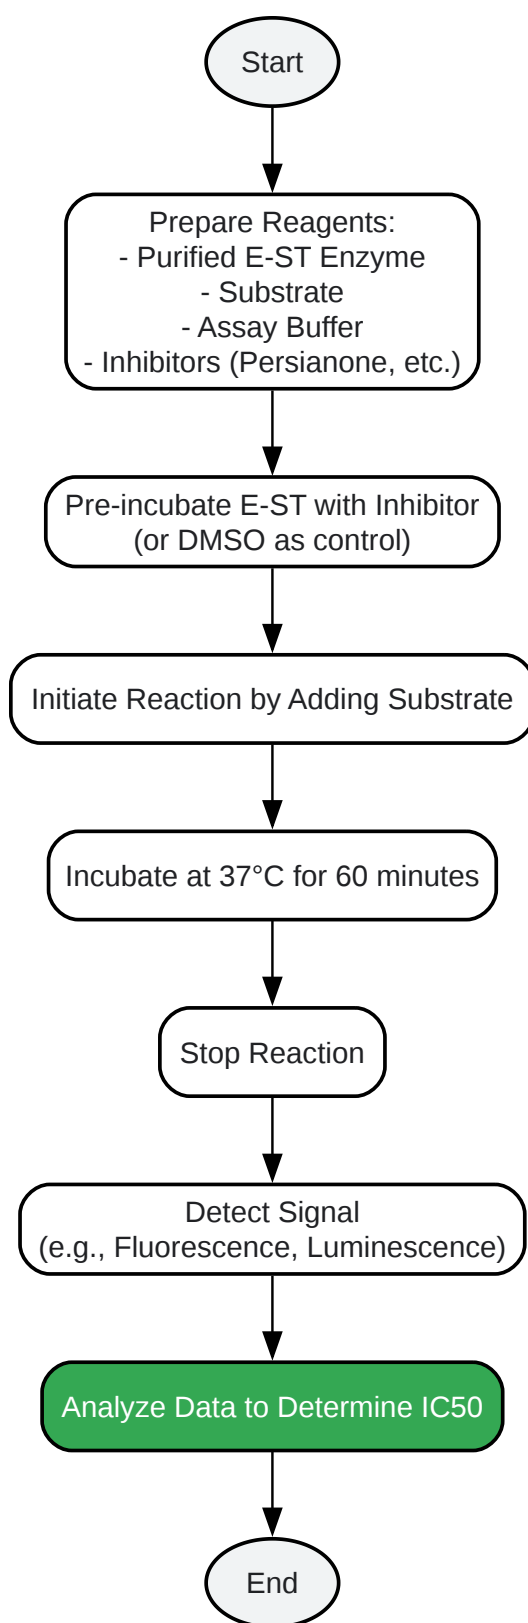 Start
Prepare Reagents:
- Purified E-ST Enzyme
- Substrate
- Assay Buffer
- Inhibitors (Persianone, etc.)
Pre-incubate E-ST with Inhibitor
(or DMSO as control)
Initiate Reaction by Adding Substrate
Incubate at 37°C for 60 minutes
Stop Reaction
Detect Signal
(e.g., Fluorescence, Luminescence)
Analyze Data to Determine IC50
End